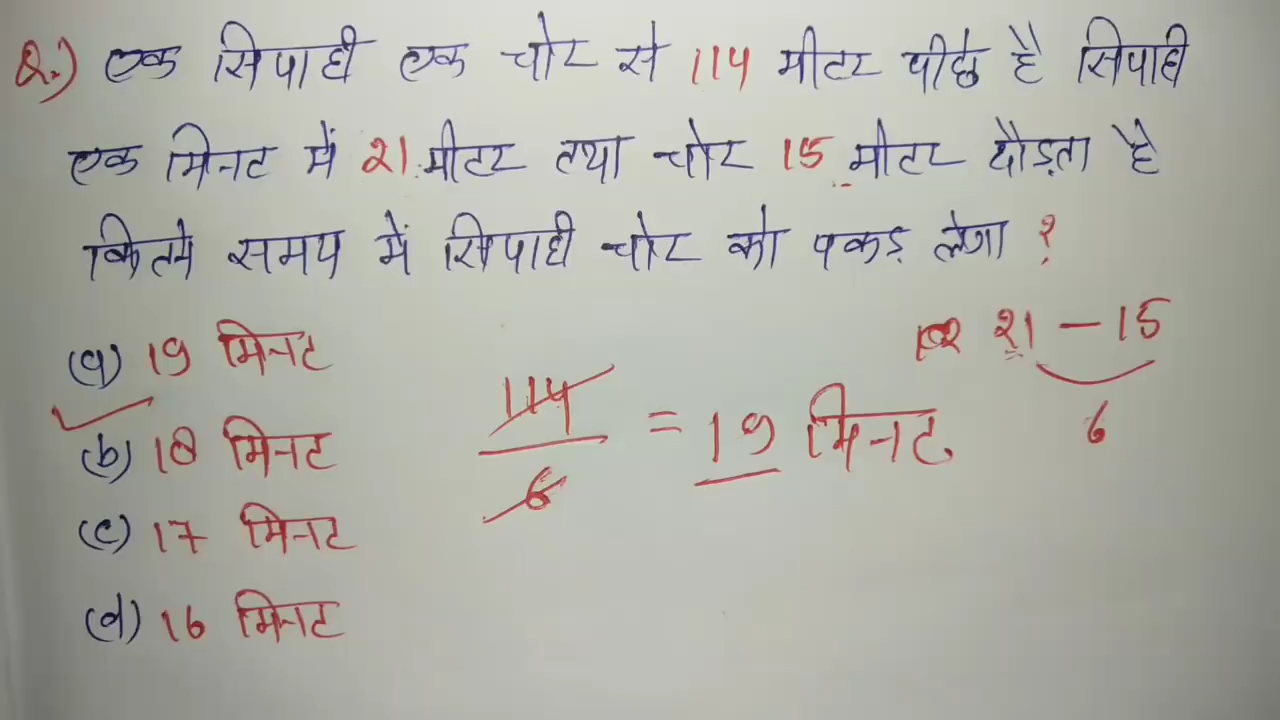 Q.) एक सिपाही एक चोर से 114 मीटर पीछे है सिपाही
एक मिनट में 21 मीटर तथा चोर 15 मीटर दौड़ता है
कितने समय में सिपाही चोर को पकड़ लेगा ?
(a) 19 मिनट
21 - 15
6
114
6
= 19 मिनट
(b) 18 मिनट
(c) 17 मिनट
(d) 16 मिनट